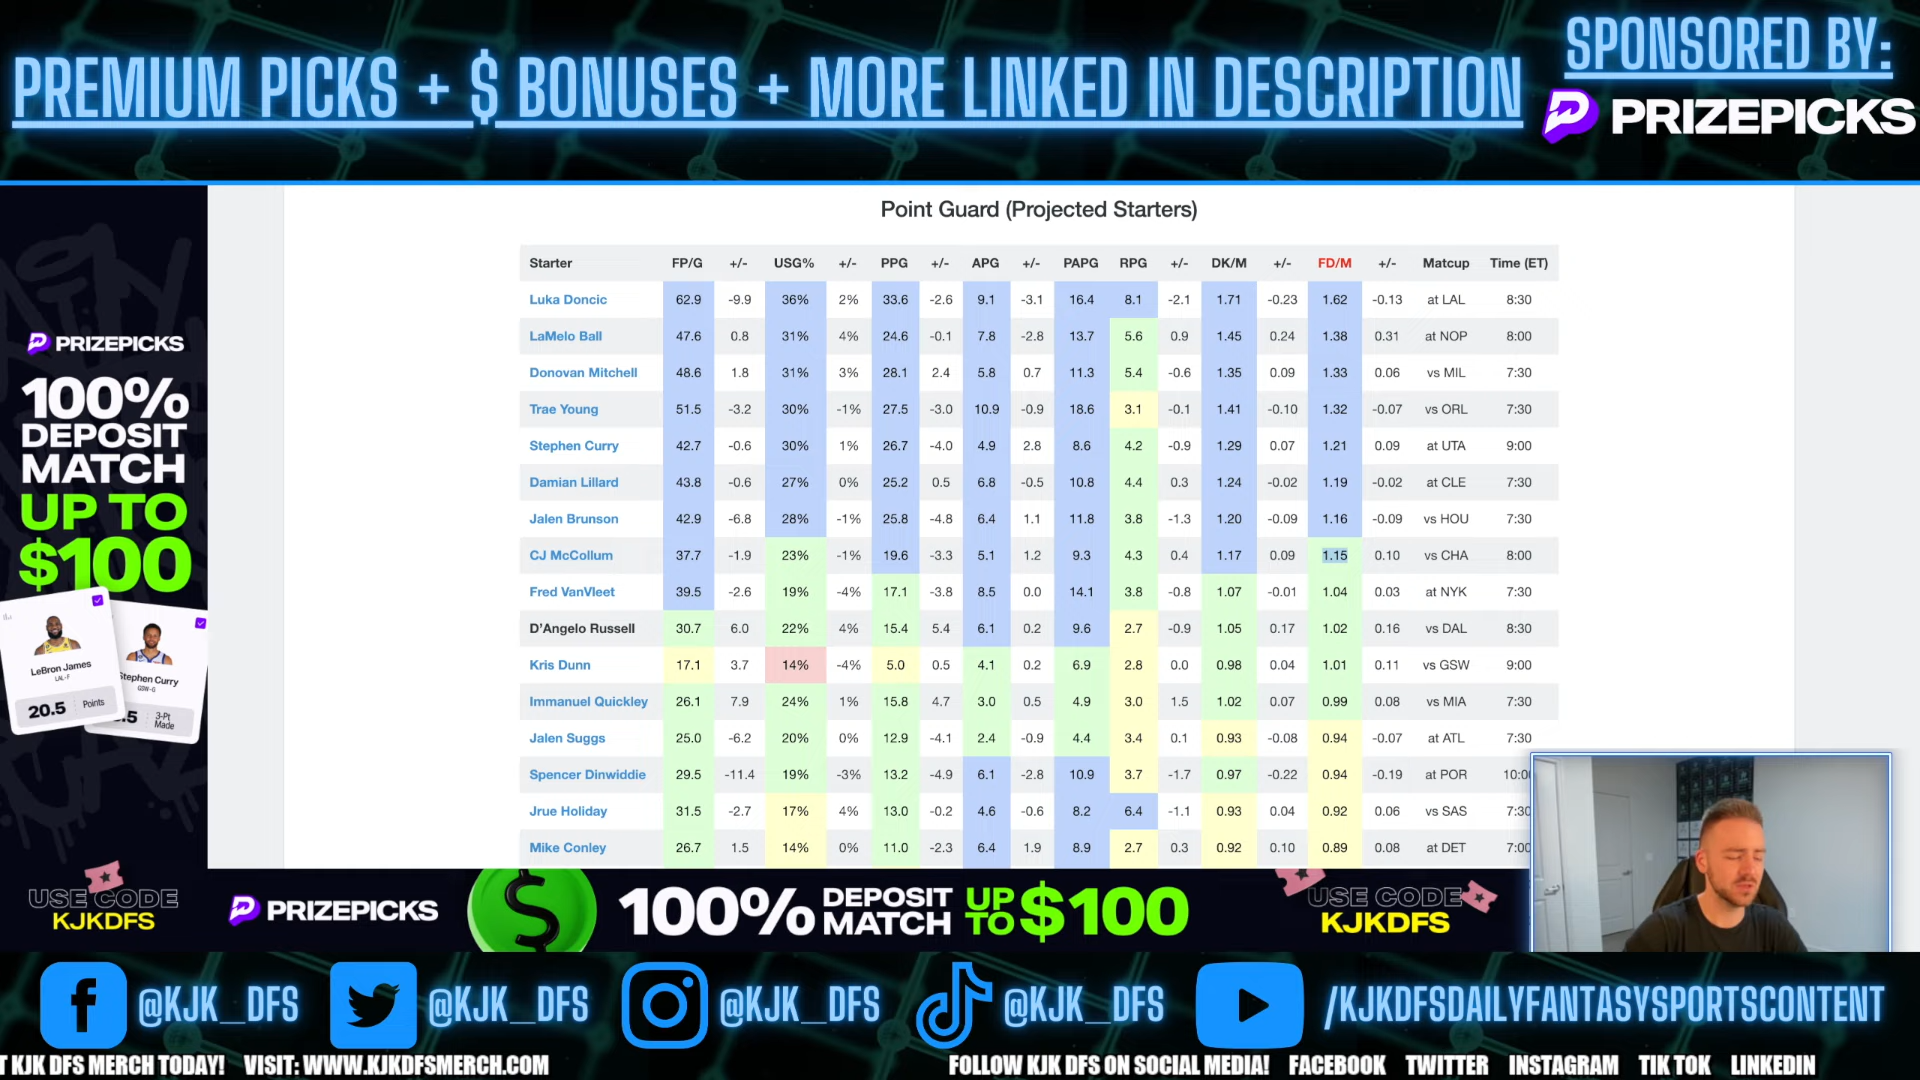 PREMIUM PICKS + $ BONUSES + MORE LINKED IN DESCRIPTION
SPONSORED BY:
PRIZEPICKS
PRIZEPICKS
100%
DEPOSIT
MATCH
UP TO
$100
LeBron James
LAL-F
20.5 Points
Stephen Curry
GSW-G
.5 3-Pt Made
USE CODE
KJKDFS
Point Guard (Projected Starters)
Starter FP/G +/- USG% +/- PPG +/- APG +/- PAPG RPG +/- DK/M +/- FD/M +/- Matcup Time (ET)
Luka Doncic 62.9 -9.9 36% 2% 33.6 -2.6 9.1 -3.1 16.4 8.1 -2.1 1.71 -0.23 1.62 -0.13 at LAL 8:30
LaMelo Ball 47.6 0.8 31% 4% 24.6 -0.1 7.8 -2.8 13.7 5.6 0.9 1.45 0.24 1.38 0.31 at NOP 8:00
Donovan Mitchell 48.6 1.8 31% 3% 28.1 2.4 5.8 0.7 11.3 5.4 -0.6 1.35 0.09 1.33 0.06 vs MIL 7:30
Trae Young 51.5 -3.2 30% -1% 27.5 -3.0 10.9 -0.9 18.6 3.1 -0.1 1.41 -0.10 1.32 -0.07 vs ORL 7:30
Stephen Curry 42.7 -0.6 30% 1% 26.7 -4.0 4.9 2.8 8.6 4.2 -0.9 1.29 0.07 1.21 0.09 at UTA 9:00
Damian Lillard 43.8 -0.6 27% 0% 25.2 0.5 6.8 -0.5 10.8 4.4 0.3 1.24 -0.02 1.19 -0.02 at CLE 7:30
Jalen Brunson 42.9 -6.8 28% -1% 25.8 -4.8 6.4 1.1 11.8 3.8 -1.3 1.20 -0.09 1.16 -0.09 vs HOU 7:30
CJ McCollum 37.7 -1.9 23% -1% 19.6 -3.3 5.1 1.2 9.3 4.3 0.4 1.17 0.09 1.15 0.10 vs CHA 8:00
Fred VanVleet 39.5 -2.6 19% -4% 17.1 -3.8 8.5 0.0 14.1 3.8 -0.8 1.07 -0.01 1.04 0.03 at NYK 7:30
D'Angelo Russell 30.7 6.0 22% 4% 15.4 5.4 6.1 0.2 9.6 2.7 -0.9 1.05 0.17 1.02 0.16 vs DAL 8:30
Kris Dunn 17.1 3.7 14% -4% 5.0 0.5 4.1 0.2 6.9 2.8 0.0 0.98 0.04 1.01 0.11 vs GSW 9:00
Immanuel Quickley 26.1 7.9 24% 1% 15.8 4.7 3.0 0.5 4.9 3.0 1.5 1.02 0.07 0.99 0.08 vs MIA 7:30
Jalen Suggs 25.0 -6.2 20% 0% 12.9 -4.1 2.4 -0.9 4.4 3.4 0.1 0.93 -0.08 0.94 -0.07 at ATL 7:30
Spencer Dinwiddie 29.5 -11.4 19% -3% 13.2 -4.9 6.1 -2.8 10.9 3.7 -1.7 0.97 -0.22 0.94 -0.19 at POR 10:0
Jrue Holiday 31.5 -2.7 17% 4% 13.0 -0.2 4.6 -0.6 8.2 6.4 -1.1 0.93 0.04 0.92 0.06 vs SAS 7:30
Mike Conley 26.7 1.5 14% 0% 11.0 -2.3 6.4 1.9 8.9 2.7 0.3 0.92 0.10 0.89 0.08 at DET 7:00
PRIZEPICKS 100% DEPOSIT MATCH UP TO $100
USE CODE
KJKDFS
@KJK_DFS @KJK_DFS @KJK_DFS @KJK_DFS /KJKDFSDAILYFANTASYSPORTSCONTENT
T KJK DFS MERCH TODAY! VISIT: WWW.KJKDFSMERCH.COM FOLLOW KJK DFS ON SOCIAL MEDIA! FACEBOOK TWITTER INSTAGRAM TIK TOK LINKEDIN